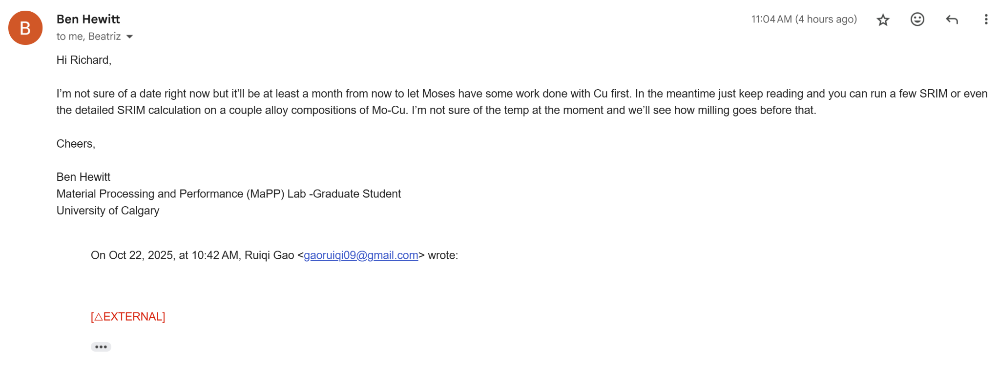 B
Ben Hewitt
11:04 AM (4 hours ago)
to me, Beatriz
Hi Richard,
I’m not sure of a date right now but it’ll be at least a month from now to let Moses have some work done with Cu first. In the meantime just keep reading and you can run a few SRIM or even
the detailed SRIM calculation on a couple alloy compositions of Mo-Cu. I’m not sure of the temp at the moment and we’ll see how milling goes before that.
Cheers,
Ben Hewitt
Material Processing and Performance (MaPP) Lab -Graduate Student
University of Calgary
On Oct 22, 2025, at 10:42 AM, Ruiqi Gao <gaoruiqi09@gmail.com> wrote:
[△EXTERNAL]